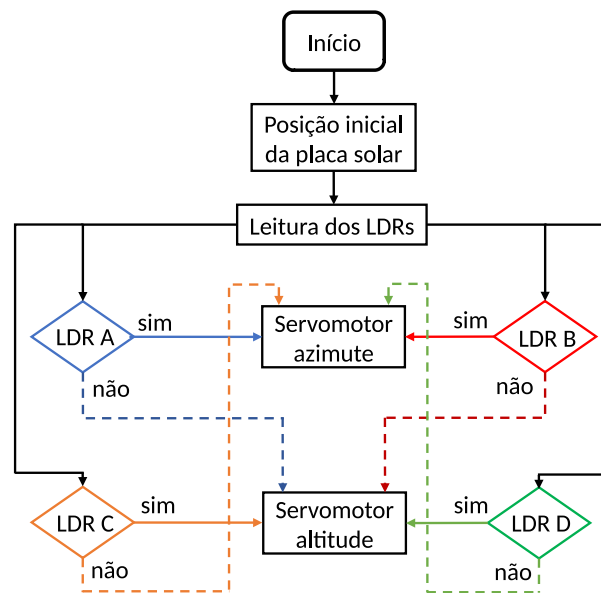 Início
Posição inicial
da placa solar
Leitura dos LDRs
LDR A
sim
não
Servomotor
azimute
sim
LDR B
não
LDR C
sim
não
Servomotor
altitude
sim
LDR D
não